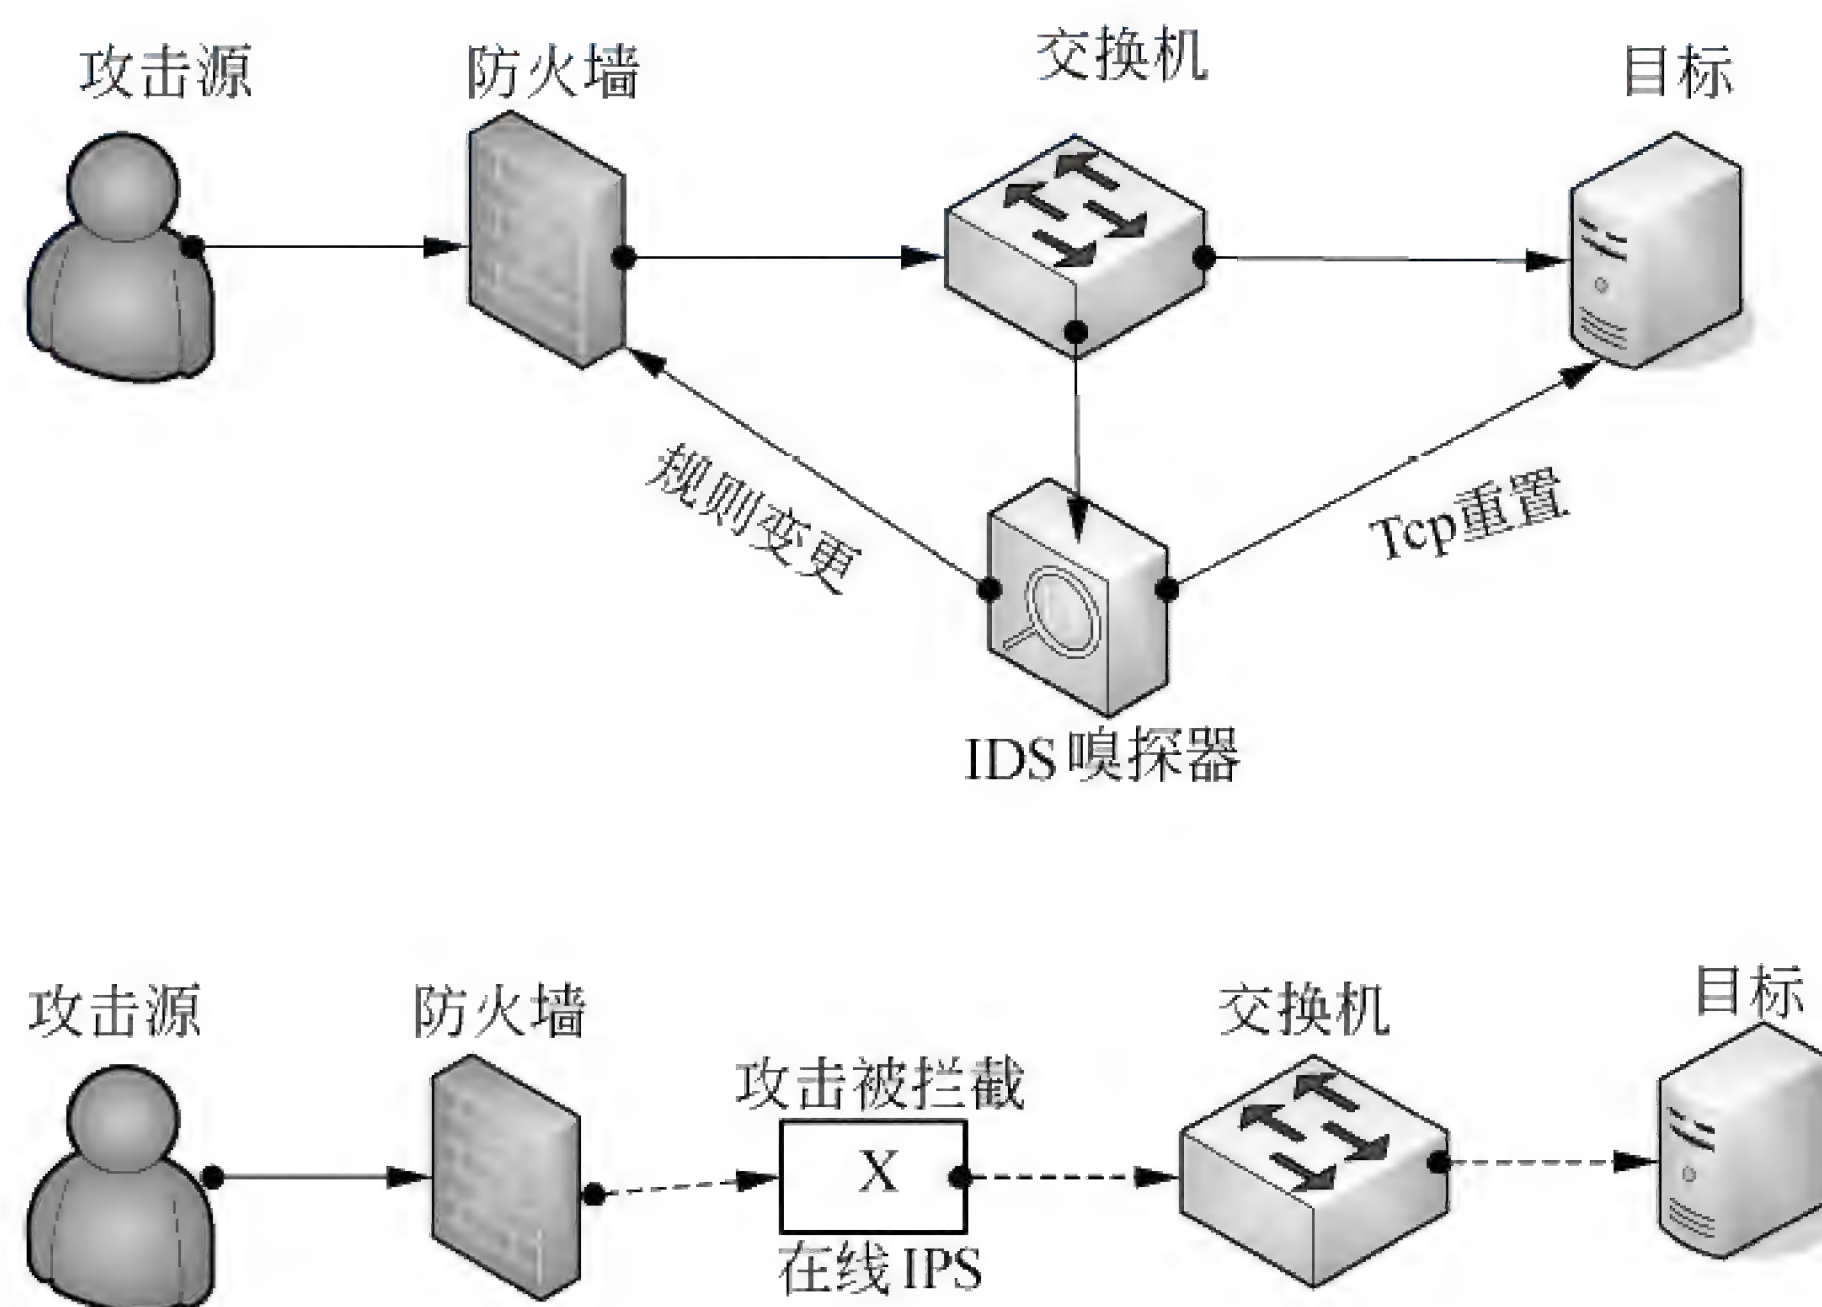 攻击源
防火墙
交换机
目标
规则变更
Tcp重置
IDS嗅探器
攻击源
防火墙
攻击被拦截
X
在线IPS
交换机
目标